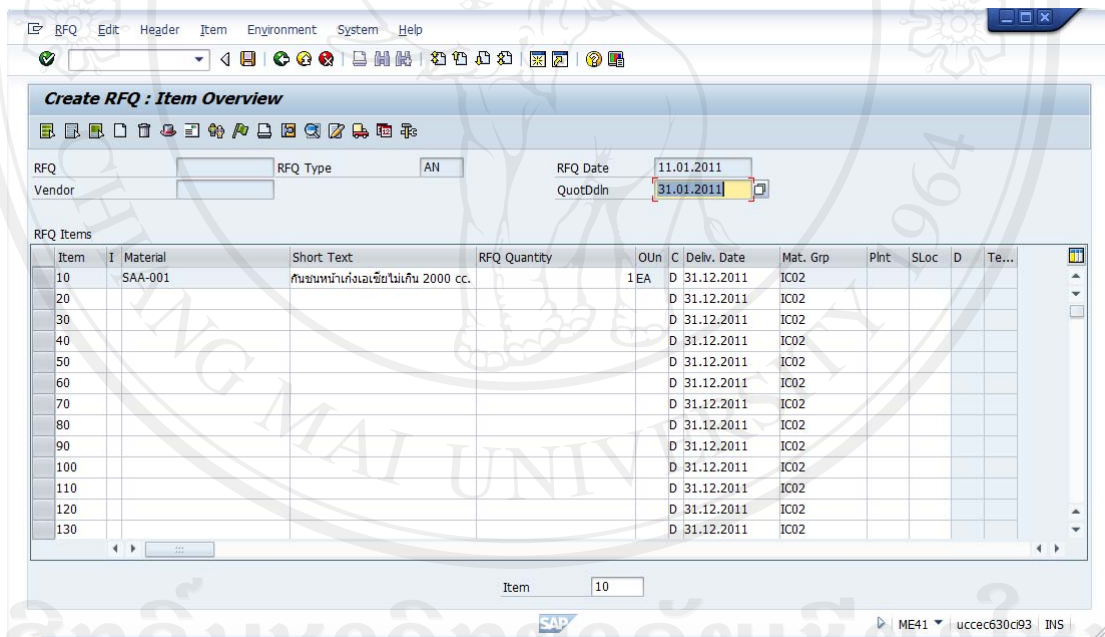 RFQ Edit Header Item Environment System Help
Create RFQ : Item Overview
RFQ RFQ Type AN RFQ Date 11.01.2011
Vendor QuotDdln 31.01.2011
RFQ Items
Item I Material Short Text RFQ Quantity OUn C Deliv. Date Mat. Grp Plnt SLoc D Te...
10 SAA-001 กันชนหน้าเก๋งเอเชียไม่เกิน 2000 cc. 1 EA D 31.12.2011 IC02
20 D 31.12.2011 IC02
30 D 31.12.2011 IC02
40 D 31.12.2011 IC02
50 D 31.12.2011 IC02
60 D 31.12.2011 IC02
70 D 31.12.2011 IC02
80 D 31.12.2011 IC02
90 D 31.12.2011 IC02
100 D 31.12.2011 IC02
110 D 31.12.2011 IC02
120 D 31.12.2011 IC02
130 D 31.12.2011 IC02
Item 10
SAP ME41 uccec630ci93 INS
CHIANG MAI UNIVERSITY 1964